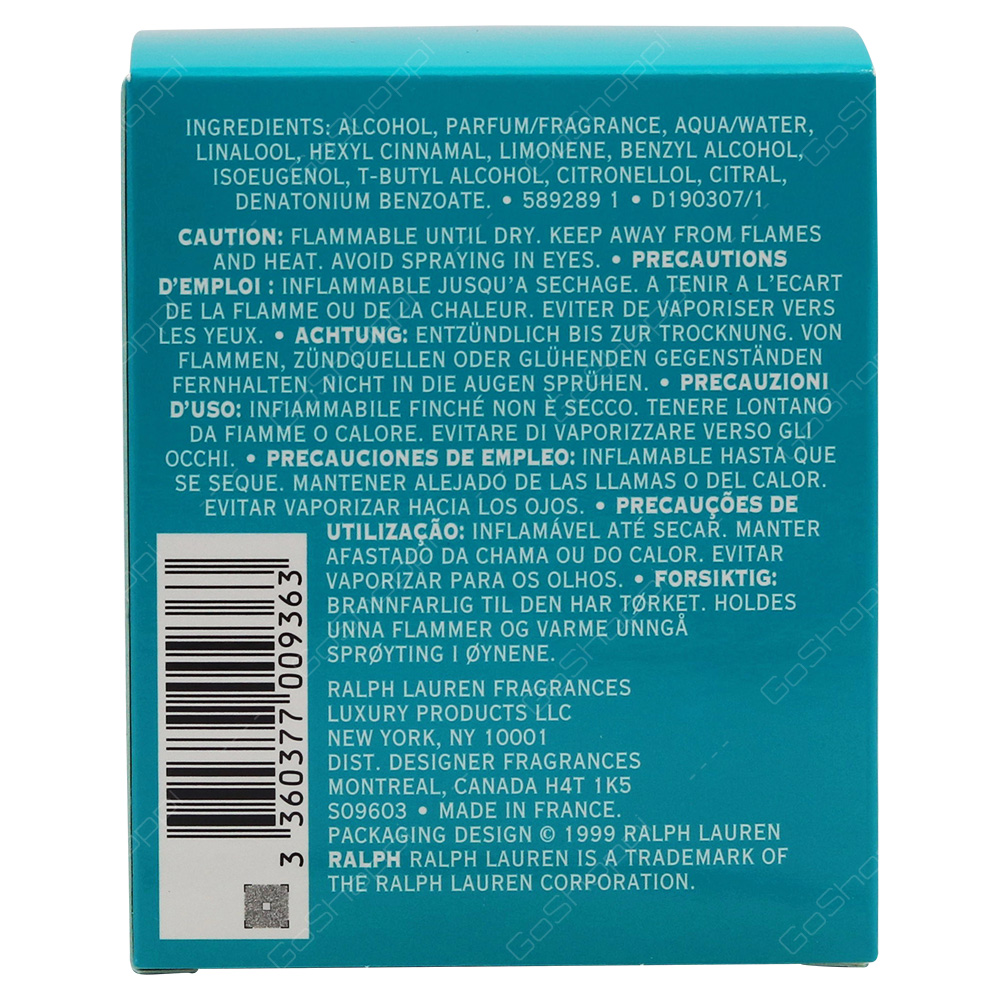 INGREDIENTS: ALCOHOL, PARFUM/FRAGRANCE, AQUA/WATER,
LINALOOL, HEXYL CINNAMAL, LIMONENE, BENZYL ALCOHOL,
ISOEUGENOL, T-BUTYL ALCOHOL, CITRONELLOL, CITRAL,
DENATONIUM BENZOATE. • 589289 1 • D190307/1
CAUTION: FLAMMABLE UNTIL DRY. KEEP AWAY FROM FLAMES
AND HEAT. AVOID SPRAYING IN EYES. • PRECAUTIONS
D'EMPLOI : INFLAMMABLE JUSQU'A SECHAGE. A TENIR A L'ECART
DE LA FLAMME OU DE LA CHALEUR. EVITER DE VAPORISER VERS
LES YEUX. • ACHTUNG: ENTZÜNDLICH BIS ZUR TROCKNUNG. VON
FLAMMEN, ZÜNDQUELLEN ODER GLÜHENDEN GEGENSTÄNDEN
FERNHALTEN. NICHT IN DIE AUGEN SPRÜHEN. • PRECAUZIONI
D'USO: INFIAMMABILE FINCHÉ NON È SECCO. TENERE LONTANO
DA FIAMME O CALORE. EVITARE DI VAPORIZZARE VERSO GLI
OCCHI. • PRECAUCIONES DE EMPLEO: INFLAMABLE HASTA QUE
SE SEQUE. MANTENER ALEJADO DE LAS LLAMAS O DEL CALOR.
EVITAR VAPORIZAR HACIA LOS OJOS. • PRECAUÇÕES DE
UTILIZAÇÃO: INFLAMÁVEL ATÉ SECAR. MANTER
AFASTADO DA CHAMA OU DO CALOR. EVITAR
VAPORIZAR PARA OS OLHOS. • FORSIKTIG:
BRANNFARLIG TIL DEN HAR TØRKET. HOLDES
UNNA FLAMMER OG VARME UNNGÅ
SPRØYTING I ØYNENE.
RALPH LAUREN FRAGRANCES
LUXURY PRODUCTS LLC
NEW YORK, NY 10001
DIST. DESIGNER FRAGRANCES
MONTREAL, CANADA H4T 1K5
S09603 • MADE IN FRANCE.
PACKAGING DESIGN © 1999 RALPH LAUREN
RALPH RALPH LAUREN IS A TRADEMARK OF
THE RALPH LAUREN CORPORATION.
3 360377 009363
GoShoppi